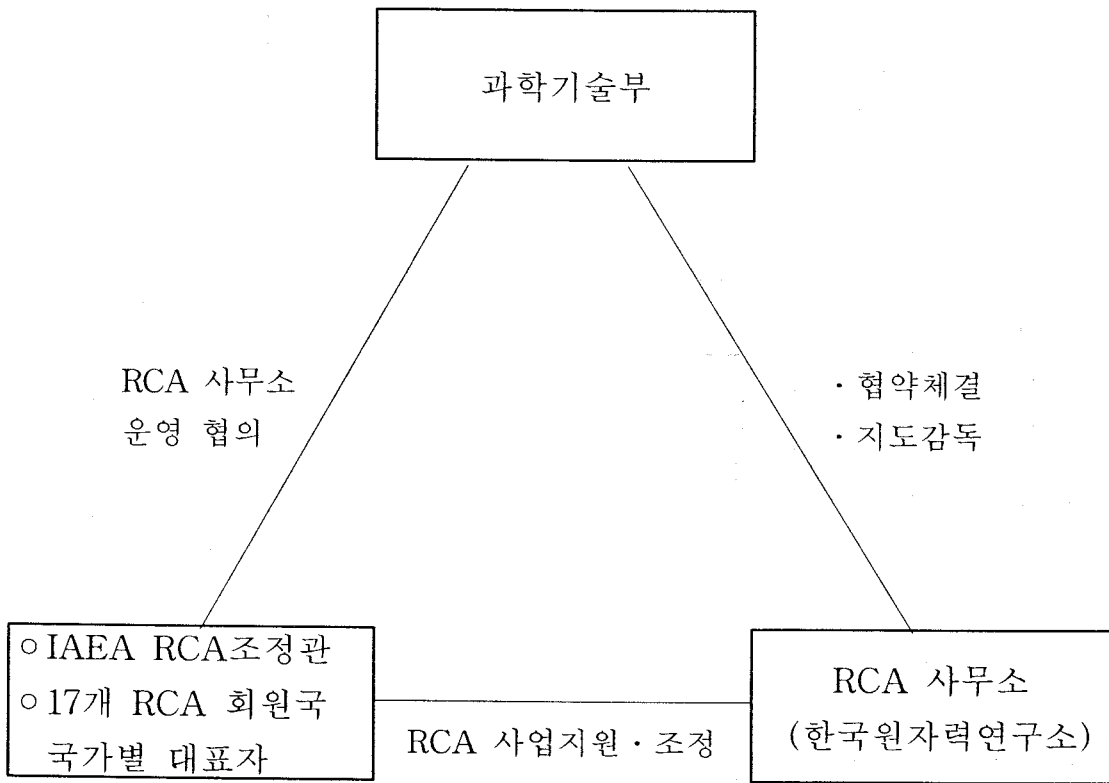 과학기술부
RCA 사무소
운영 협의
· 협약체결
· 지도감독
○ IAEA RCA조정관
○ 17개 RCA 회원국
국가별 대표자
RCA 사업지원 · 조정
RCA 사무소
(한국원자력연구소)